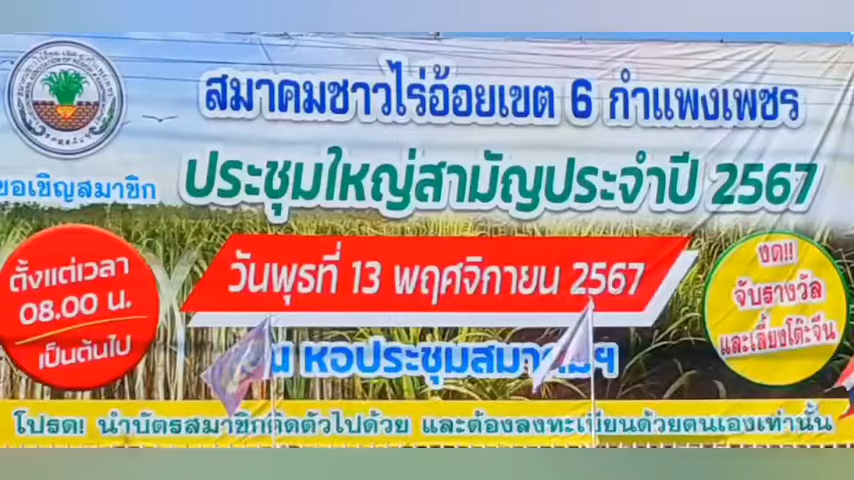 สมาคมชาวไร่อ้อยเขต 6 กำแพงเพชร
ขอเชิญสมาชิก
ประชุมใหญ่สามัญประจำปี 2567
ตั้งแต่เวลา
08.00 น.
เป็นต้นไป
วันพุธที่ 13 พฤศจิกายน 2567
งด!!
จับรางวัล
และเลี้ยงโต๊ะจีน
ณ หอประชุมสมาคมฯ
โปรด! นำบัตรสมาชิกติดตัวไปด้วย และต้องลงทะเบียนด้วยตนเองเท่านั้น